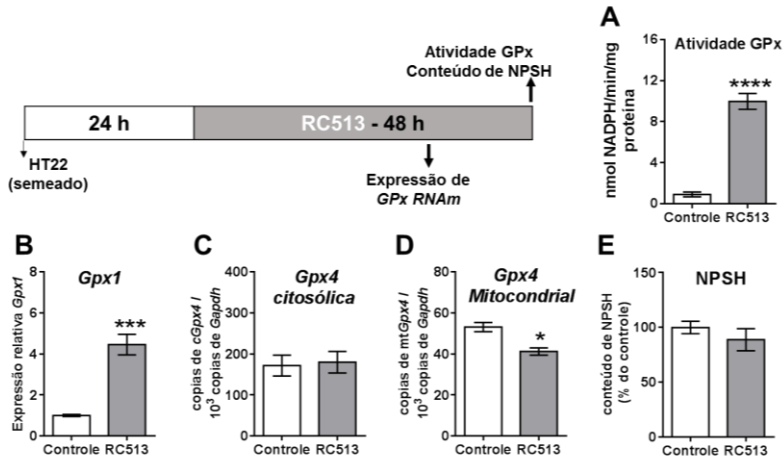 Atividade GPx
Conteúdo de NPSH
24 h
RC513 - 48 h
HT22
(semeado)
Expressão de
GPx RNAm
A
Atividade GPx
nmol NADPH/min/mg
proteina
16
12
8
4
0
****
Controle RC513
B
Gpx1
Expressão relativa Gpx1
8
6
4
2
0
***
Controle RC513
C
Gpx4
citosólica
copias de cGpx4 /
10³ copias de Gapdh
400
300
200
100
0
Controle RC513
D
Gpx4
Mitocondrial
copias de mtGpx4 /
10³ copias de Gapdh
80
60
40
20
0
*
Controle RC513
E
NPSH
conteúdo de NPSH
(% do controle)
150
100
50
0
Controle RC513